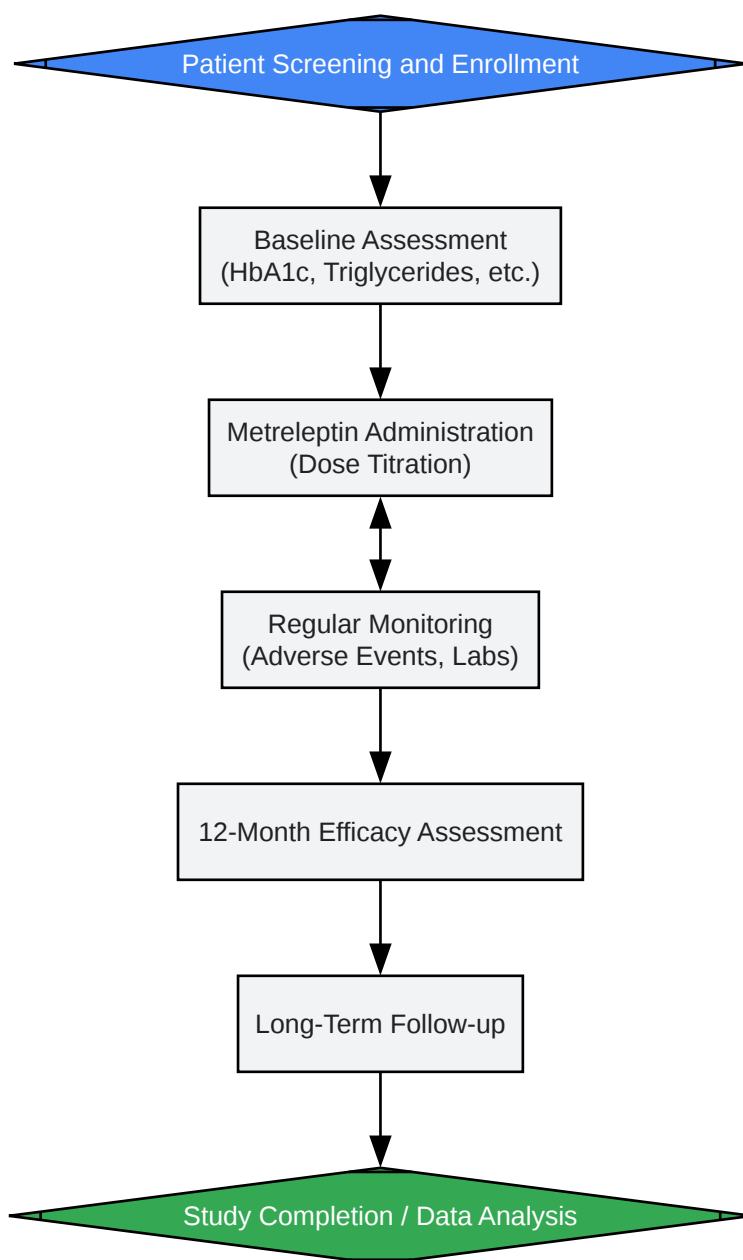 Patient Screening and Enrollment
Baseline Assessment
(HbA1c, Triglycerides, etc.)
Metreleptin Administration
(Dose Titration)
Regular Monitoring
(Adverse Events, Labs)
12-Month Efficacy Assessment
Long-Term Follow-up
Study Completion / Data Analysis